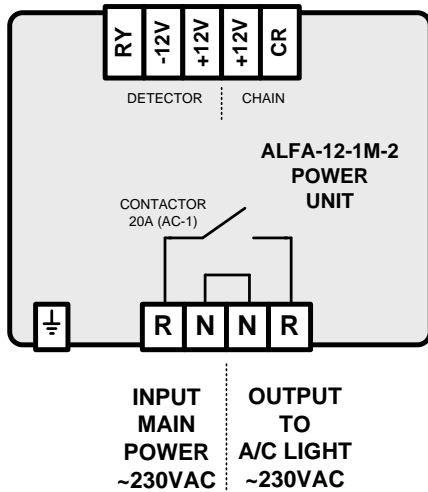 RY -12V +12V +12V CR
DETECTOR CHAIN
ALFA-12-1M-2
POWER
UNIT
CONTACTOR
20A (AC-1)
R N N R
INPUT
MAIN
POWER
~230VAC
OUTPUT
TO
A/C LIGHT
~230VAC